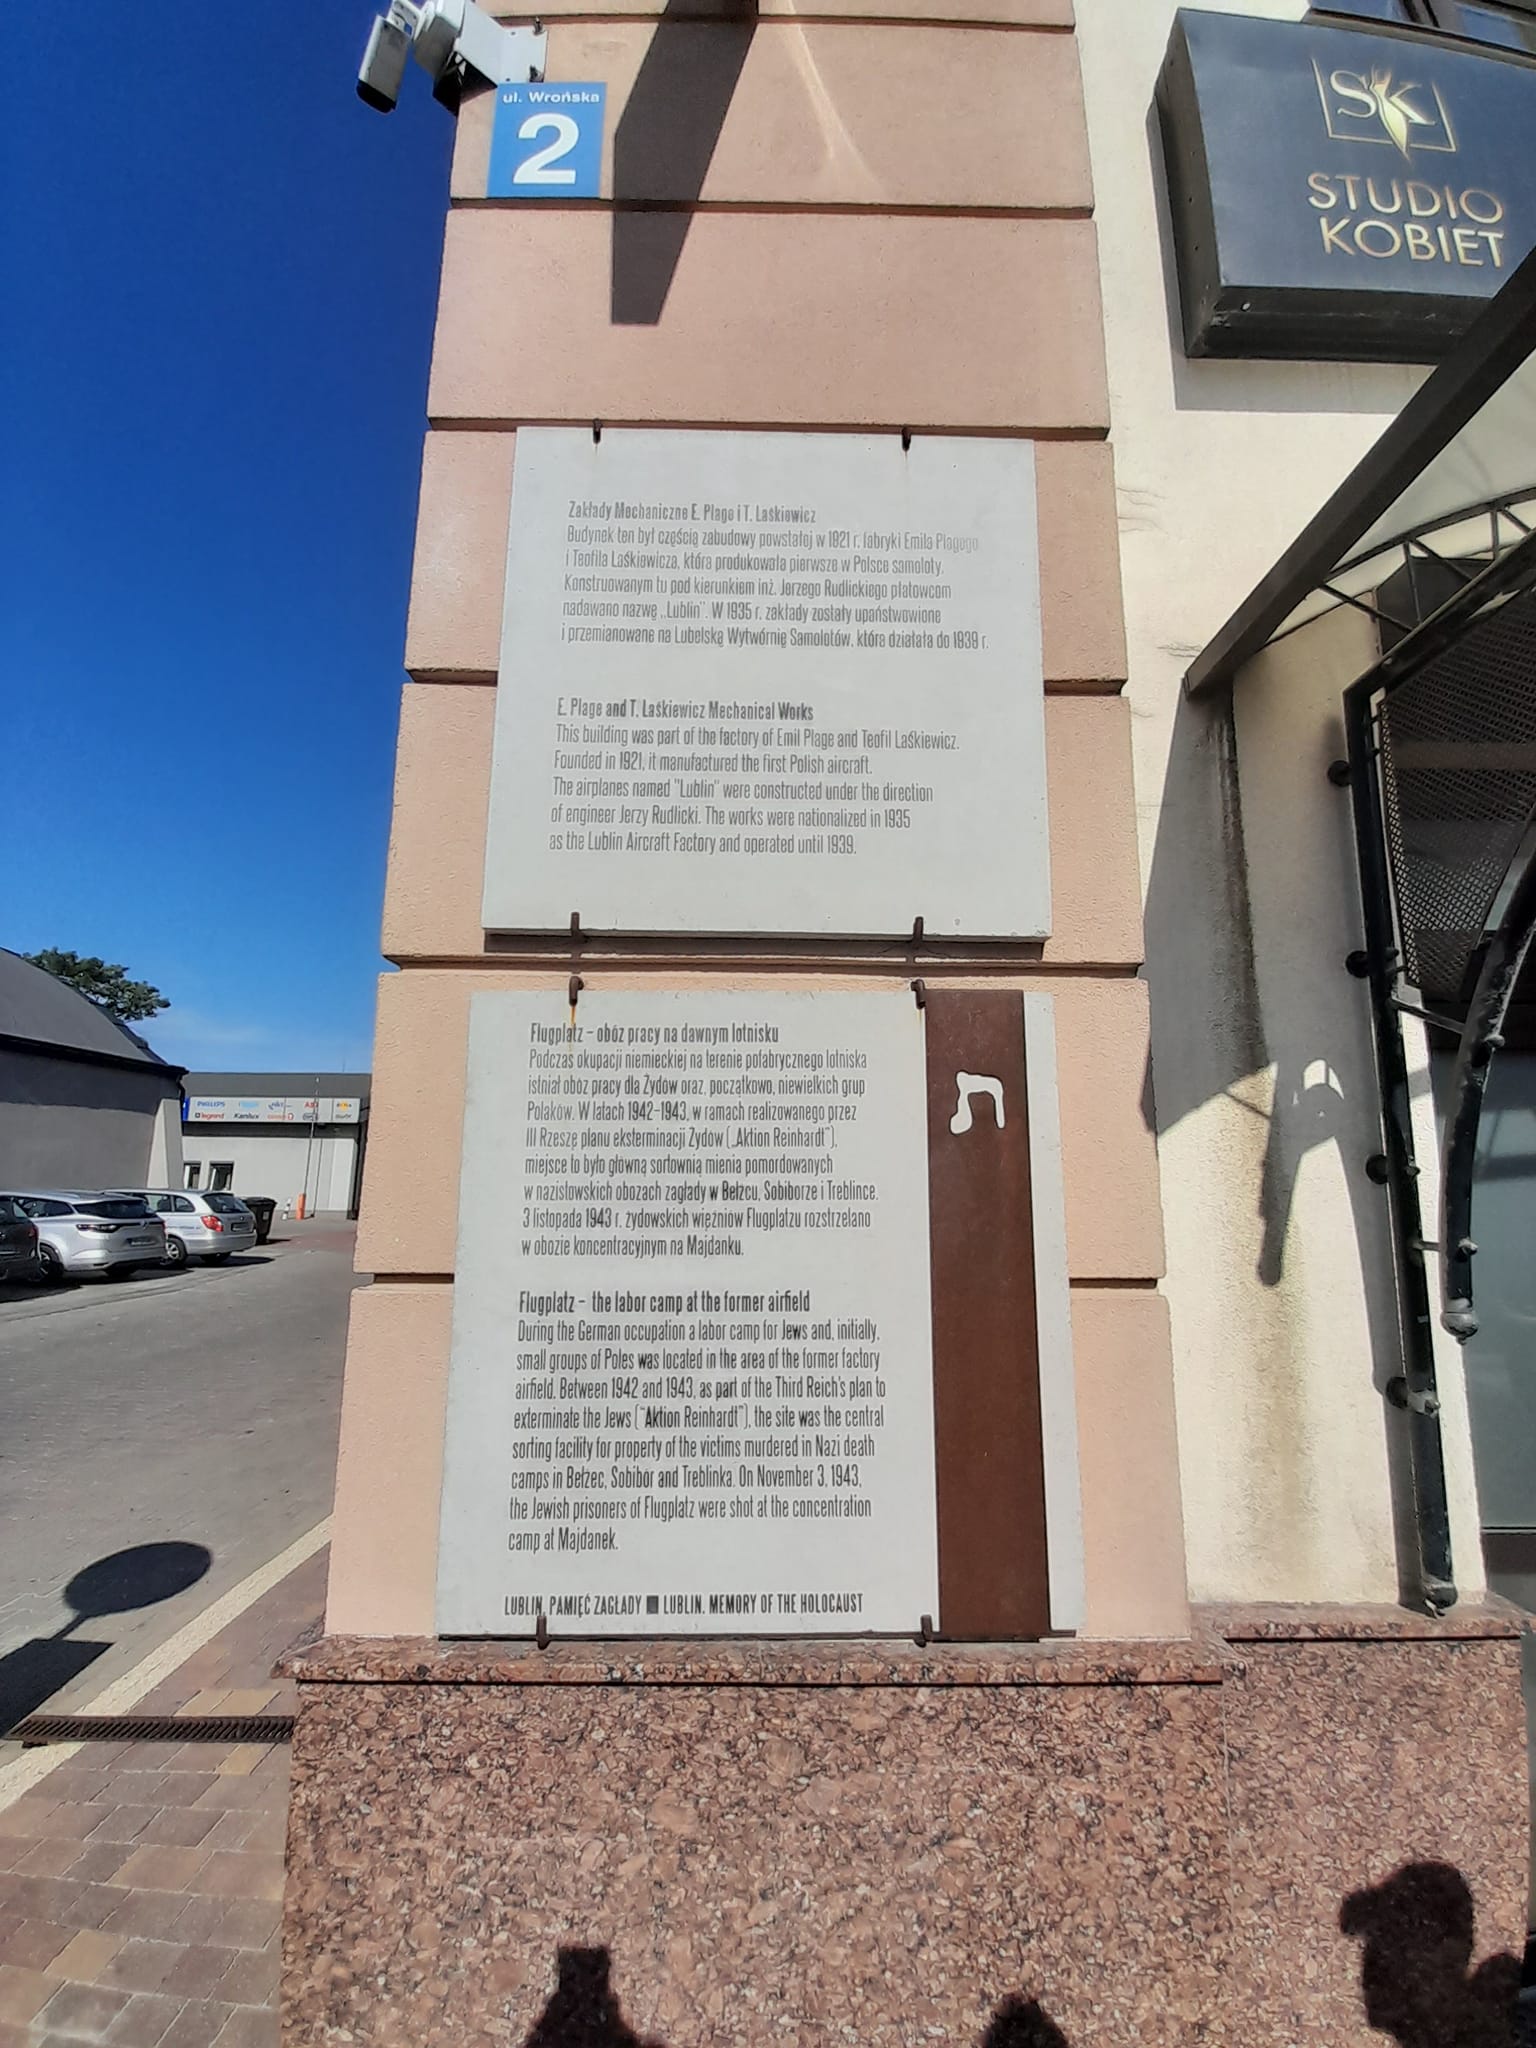 ul. Wrońska
2
SK
STUDIO
KOBIET
Zakłady Mechaniczne E. Plage i T. Laśkiewicz
Budynek ten był częścią zabudowy powstałej w 1921 r. fabryki Emila Plagego
i Teofila Laśkiewicza, która produkowała pierwsze w Polsce samoloty.
Konstruowanym tu pod kierunkiem inż. Jerzego Rudlickiego płatowcom
nadawano nazwę „Lublin”. W 1935 r. zakłady zostały upaństwowione
i przemianowane na Lubelską Wytwórnię Samolotów, która działała do 1939 r.
E. Plage and T. Laśkiewicz Mechanical Works
This building was part of the factory of Emil Plage and Teofil Laśkiewicz.
Founded in 1921, it manufactured the first Polish aircraft.
The airplanes named "Lublin" were constructed under the direction
of engineer Jerzy Rudlicki. The works were nationalized in 1935
as the Lublin Aircraft Factory and operated until 1939.
Flugplatz – obóz pracy na dawnym lotnisku
Podczas okupacji niemieckiej na terenie pofabrycznego lotniska
istniał obóz pracy dla Żydów oraz, początkowo, niewielkich grup
Polaków. W latach 1942–1943, w ramach realizowanego przez
III Rzeszę planu eksterminacji Żydów („Aktion Reinhardt”),
miejsce to było główną sortownią mienia pomordowanych
w nazistowskich obozach zagłady w Bełżcu, Sobiborze i Treblince.
3 listopada 1943 r. żydowskich więźniów Flugplatzu rozstrzelano
w obozie koncentracyjnym na Majdanku.
ת
Flugplatz – the labor camp at the former airfield
During the German occupation a labor camp for Jews and, initially,
small groups of Poles was located in the area of the former factory
airfield. Between 1942 and 1943, as part of the Third Reich's plan to
exterminate the Jews ("Aktion Reinhardt"), the site was the central
sorting facility for property of the victims murdered in Nazi death
camps in Bełżec, Sobibór and Treblinka. On November 3, 1943,
the Jewish prisoners of Flugplatz were shot at the concentration
camp at Majdanek.
LUBLIN. PAMIĘĆ ZAGŁADY ■ LUBLIN. MEMORY OF THE HOLOCAUST
PHILIPS
legrand Kanlux